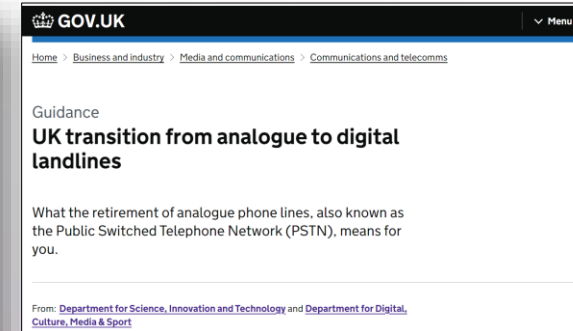 GOV.UK
Menu
Home > Business and industry > Media and communications > Communications and telecomms
Guidance
UK transition from analogue to digital
landlines
What the retirement of analogue phone lines, also known as
the Public Switched Telephone Network (PSTN), means for
you.
From: Department for Science, Innovation and Technology and Department for Digital,
Culture, Media & Sport